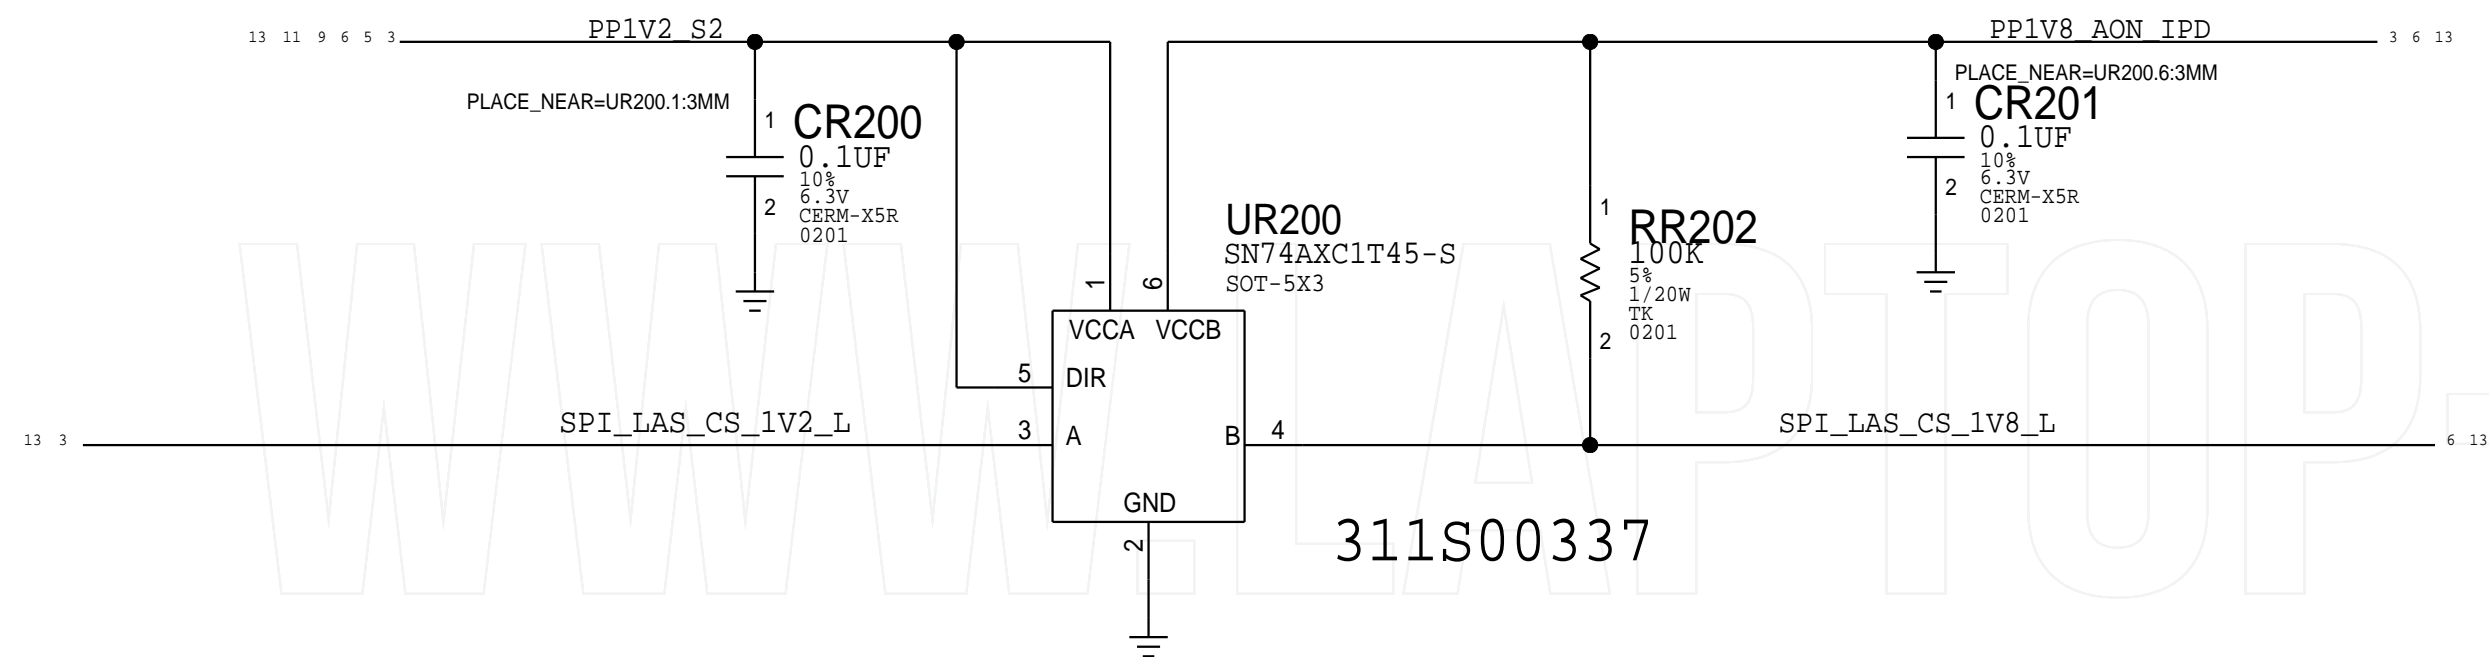 13 11 9 6 5 3 PP1V2_S2
PP1V8_AON_IPD 3 6 13
PLACE_NEAR=UR200.1:3MM
1
CR200
0.1UF
10%
6.3V
CERM-X5R
0201
2
PLACE_NEAR=UR200.6:3MM
1
CR201
0.1UF
10%
6.3V
CERM-X5R
0201
2
UR200
SN74AXC1T45-S
SOT-5X3
1
RR202
100K
5%
1/20W
TK
0201
2
1 6
VCCA VCCB
5 DIR
13 3 SPI_LAS_CS_1V2_L 3 A
B 4 SPI_LAS_CS_1V8_L 6 13
GND
2
311S00337
WWW.LAPTOP-